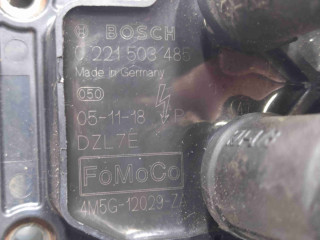 BOSCH
0 221 503 485
Made in Germany
050
05-11-18
DZL7E
FoMoCo
4M5G-12029-Z